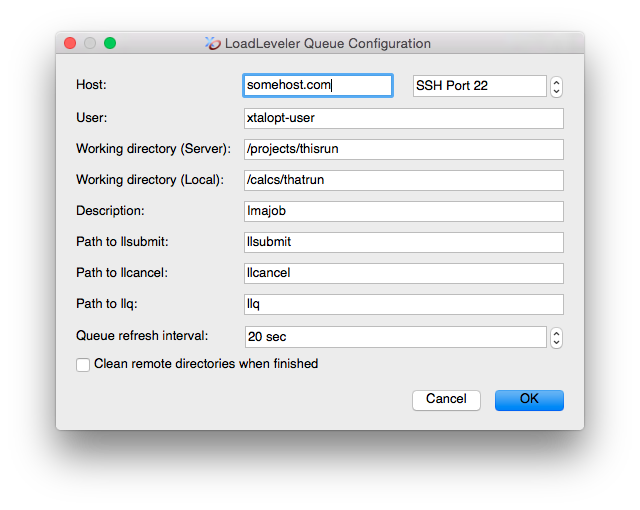 LoadLeveler Queue Configuration
Host: somehost.com SSH Port 22
User: xtalopt-user
Working directory (Server): /projects/thisrun
Working directory (Local): /calcs/thatrun
Description: Imajob
Path to llsubmit: llsubmit
Path to llcancel: llcancel
Path to llq: llq
Queue refresh interval: 20 sec
Clean remote directories when finished
Cancel OK